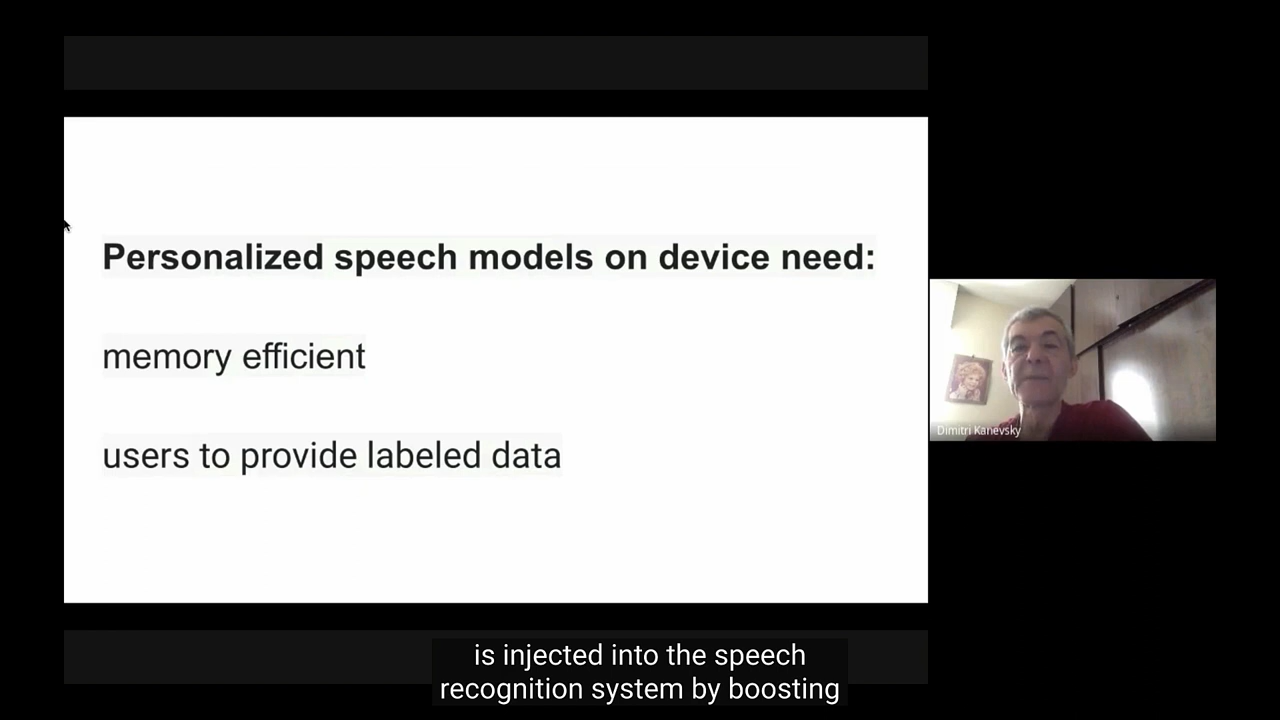 Personalized speech models on device need:
memory efficient
users to provide labeled data
Dimitri Kanevsky
is injected into the speech
recognition system by boosting